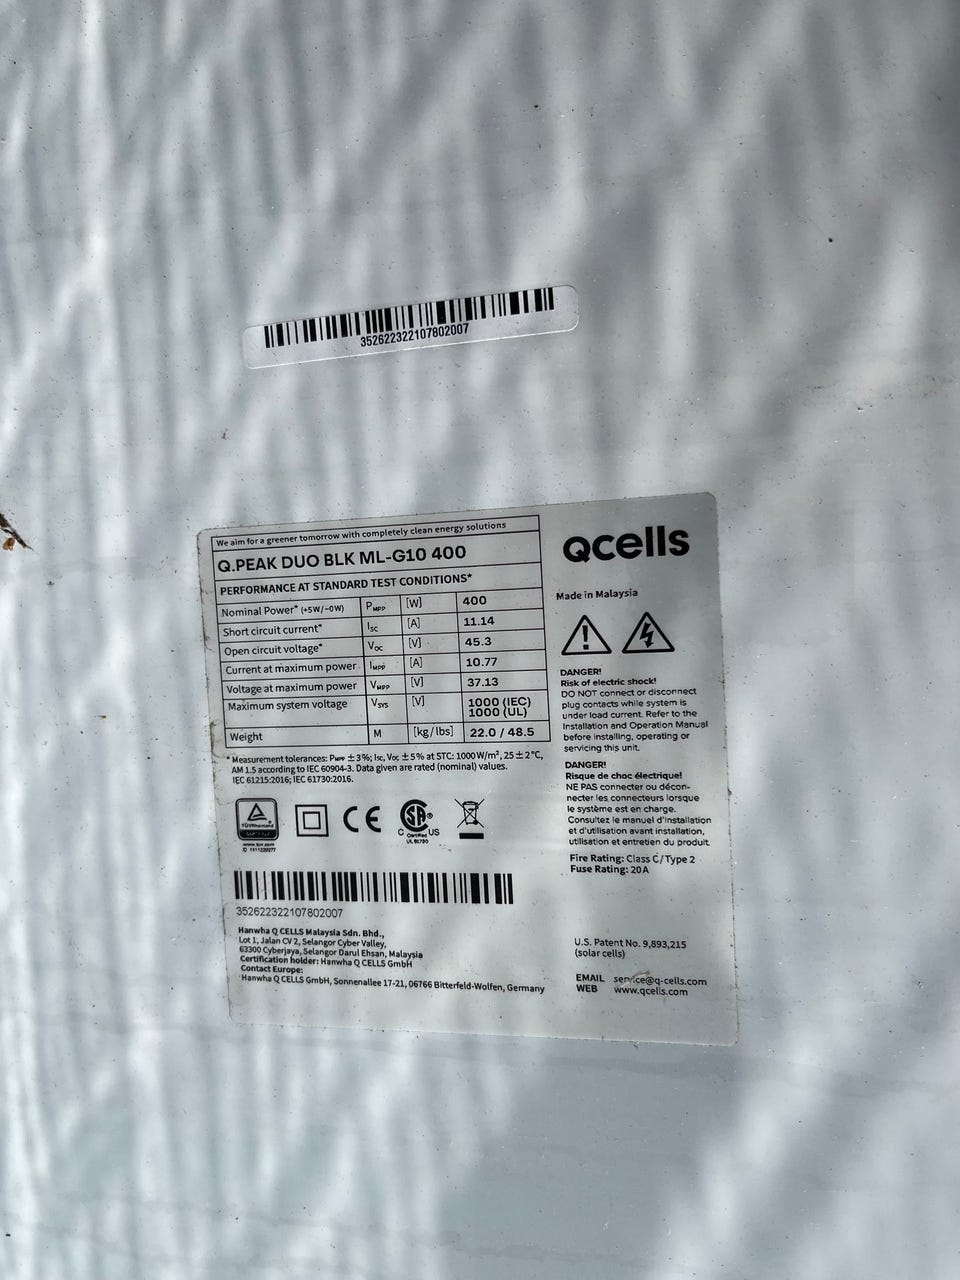 352622322107802007
We aim for a greener tomorrow with completely clean energy solutions
Q.PEAK DUO BLK ML-G10 400
PERFORMANCE AT STANDARD TEST CONDITIONS*
Nominal Power* (+5W/-0W) PMPP [W] 400
Short circuit current* ISC [A] 11.14
Open circuit voltage* VOC [V] 45.3
Current at maximum power IMPP [A] 10.77
Voltage at maximum power VMPP [V] 37.13
Maximum system voltage VSYS [V] 1000 (IEC)
1000 (UL)
Weight M [kg/lbs] 22.0 / 48.5
* Measurement tolerances: PMPP ±3%; ISC, VOC ±5% at STC: 1000 W/m², 25 ± 2°C,
AM 1.5 according to IEC 60904-3. Data given are rated (nominal) values.
IEC 61215:2016; IEC 61730:2016.
TÜVRheinland
CERTIFIED
www.tuv.com
ID 1111220277
CE
SA®
C Certified US
UL 61730
352622322107802007
Hanwha Q CELLS Malaysia Sdn. Bhd.,
Lot 1, Jalan CV 2, Selangor Cyber Valley,
63300 Cyberjaya, Selangor Darul Ehsan, Malaysia
Certification holder: Hanwha Q CELLS GmbH
Contact Europe:
Hanwha Q CELLS GmbH, Sonnenallee 17-21, 06766 Bitterfeld-Wolfen, Germany
Qcells
Made in Malaysia
DANGER!
Risk of electric shock!
DO NOT connect or disconnect
plug contacts while system is
under load current. Refer to the
Installation and Operation Manual
before installing, operating or
servicing this unit.
DANGER!
Risque de choc électrique!
NE PAS connecter ou décon-
necter les connecteurs lorsque
le système est en charge.
Consultez le manuel d'installation
et d'utilisation avant installation,
utilisation et entretien du produit.
Fire Rating: Class C/Type 2
Fuse Rating: 20A
U.S. Patent No. 9,893,215
(solar cells)
EMAIL service@q-cells.com
WEB www.qcells.com